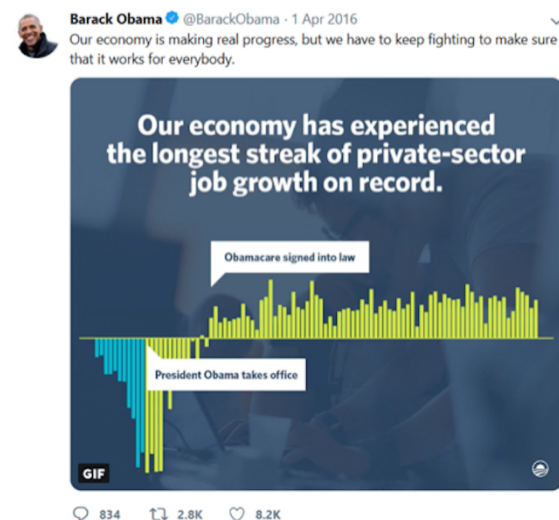 Barack Obama @BarackObama · 1 Apr 2016
Our economy is making real progress, but we have to keep fighting to make sure
that it works for everybody.
Our economy has experienced
the longest streak of private-sector
job growth on record.
Obamacare signed into law
President Obama takes office
GIF
834 2.8K 8.2K